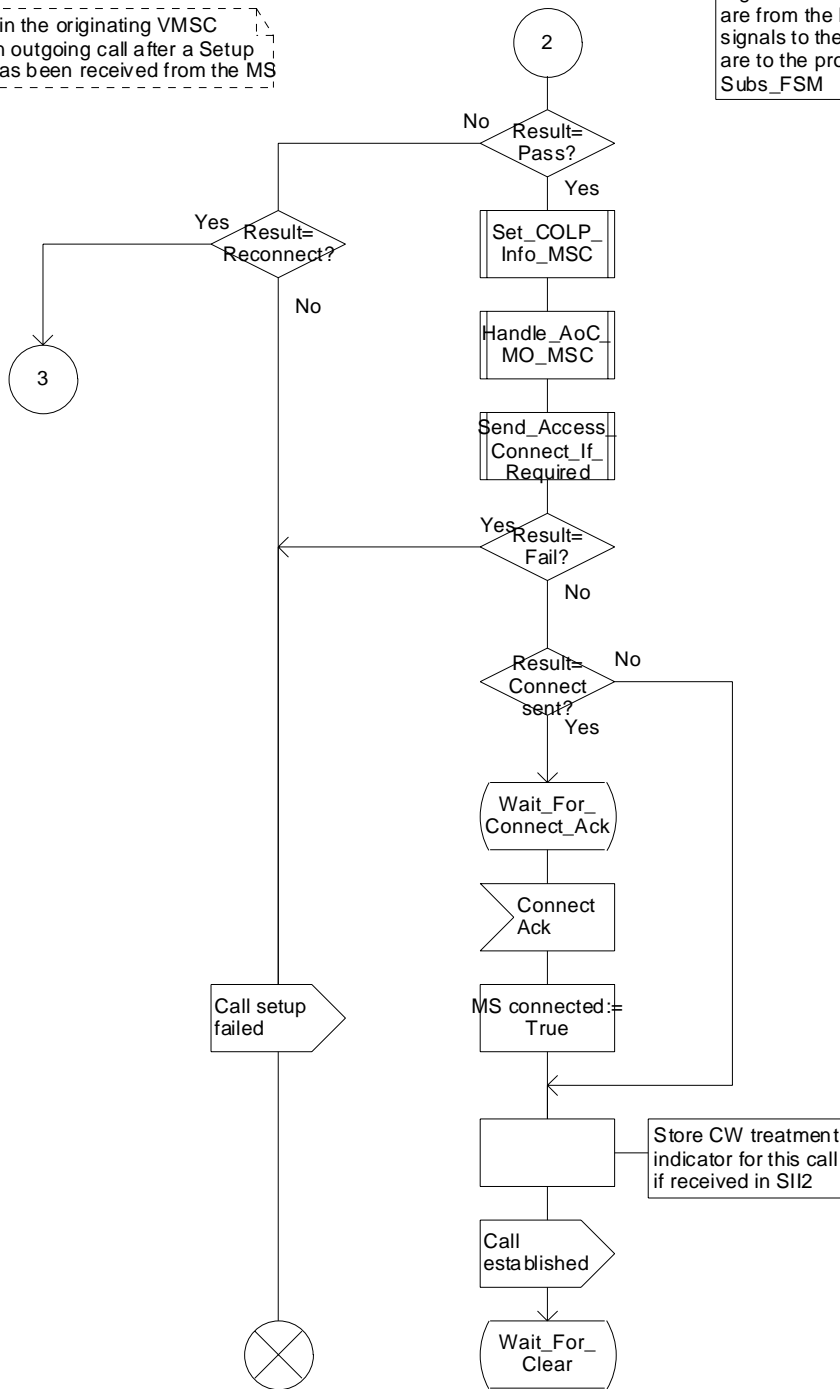 in the originating VMSC
outgoing call after a Setup
as been received from the MS
are from the
signals to the
are to the
Subs_FSM
2
No
Result=
Pass?
Yes
Yes
Result=
Reconnect?
No
Set_COLP_
Info_MSC
3
Handle_AoC_
MO_MSC
Send_Access_
Connect_If_
Required
Yes
Result=
Fail?
No
Result=
Connect
sent?
No
Yes
Wait_For_
Connect_Ack
Connect
Ack
Call setup
failed
MS connected:=
True
Store CW treatment
indicator for this call
if received in SII2
Call
established
Wait_For_
Clear